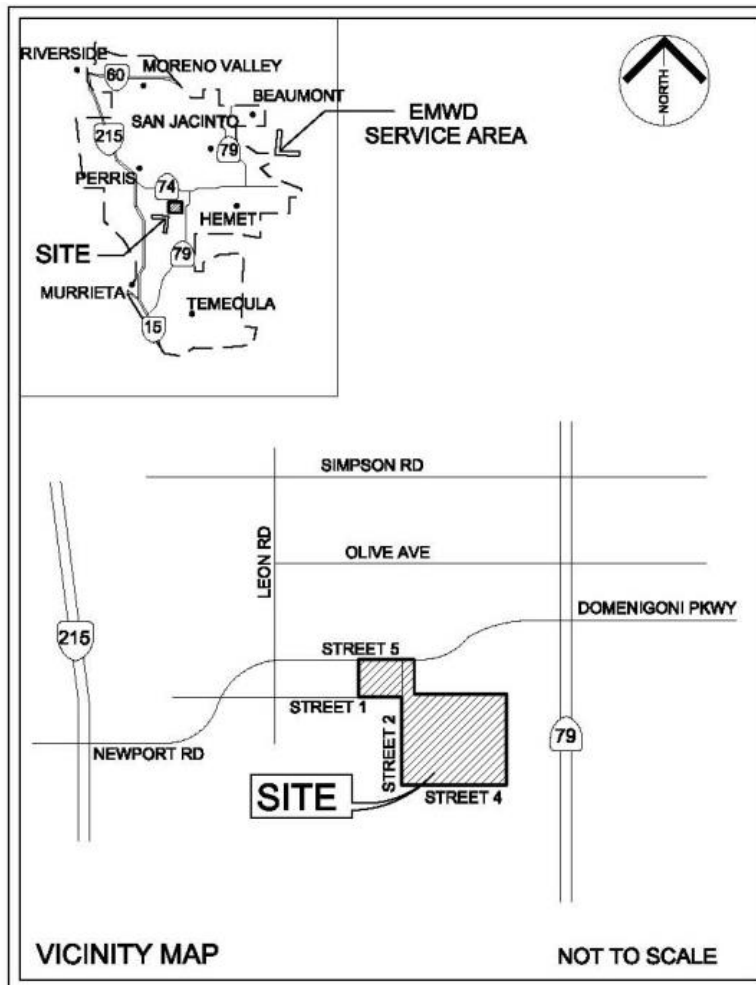 RIVERSIDE
60
MORENO VALLEY
BEAUMONT
EMWD
SERVICE AREA
SAN JACINTO
215
79
PERRIS
74
HEMET
SITE
79
MURRIETA
TEMECULA
15
NORTH
SIMPSON RD
LEON RD
OLIVE AVE
DOMENIGONI PKWY
215
STREET 5
STREET 1
STREET 2
79
NEWPORT RD
SITE
STREET 4
VICINITY MAP
NOT TO SCALE